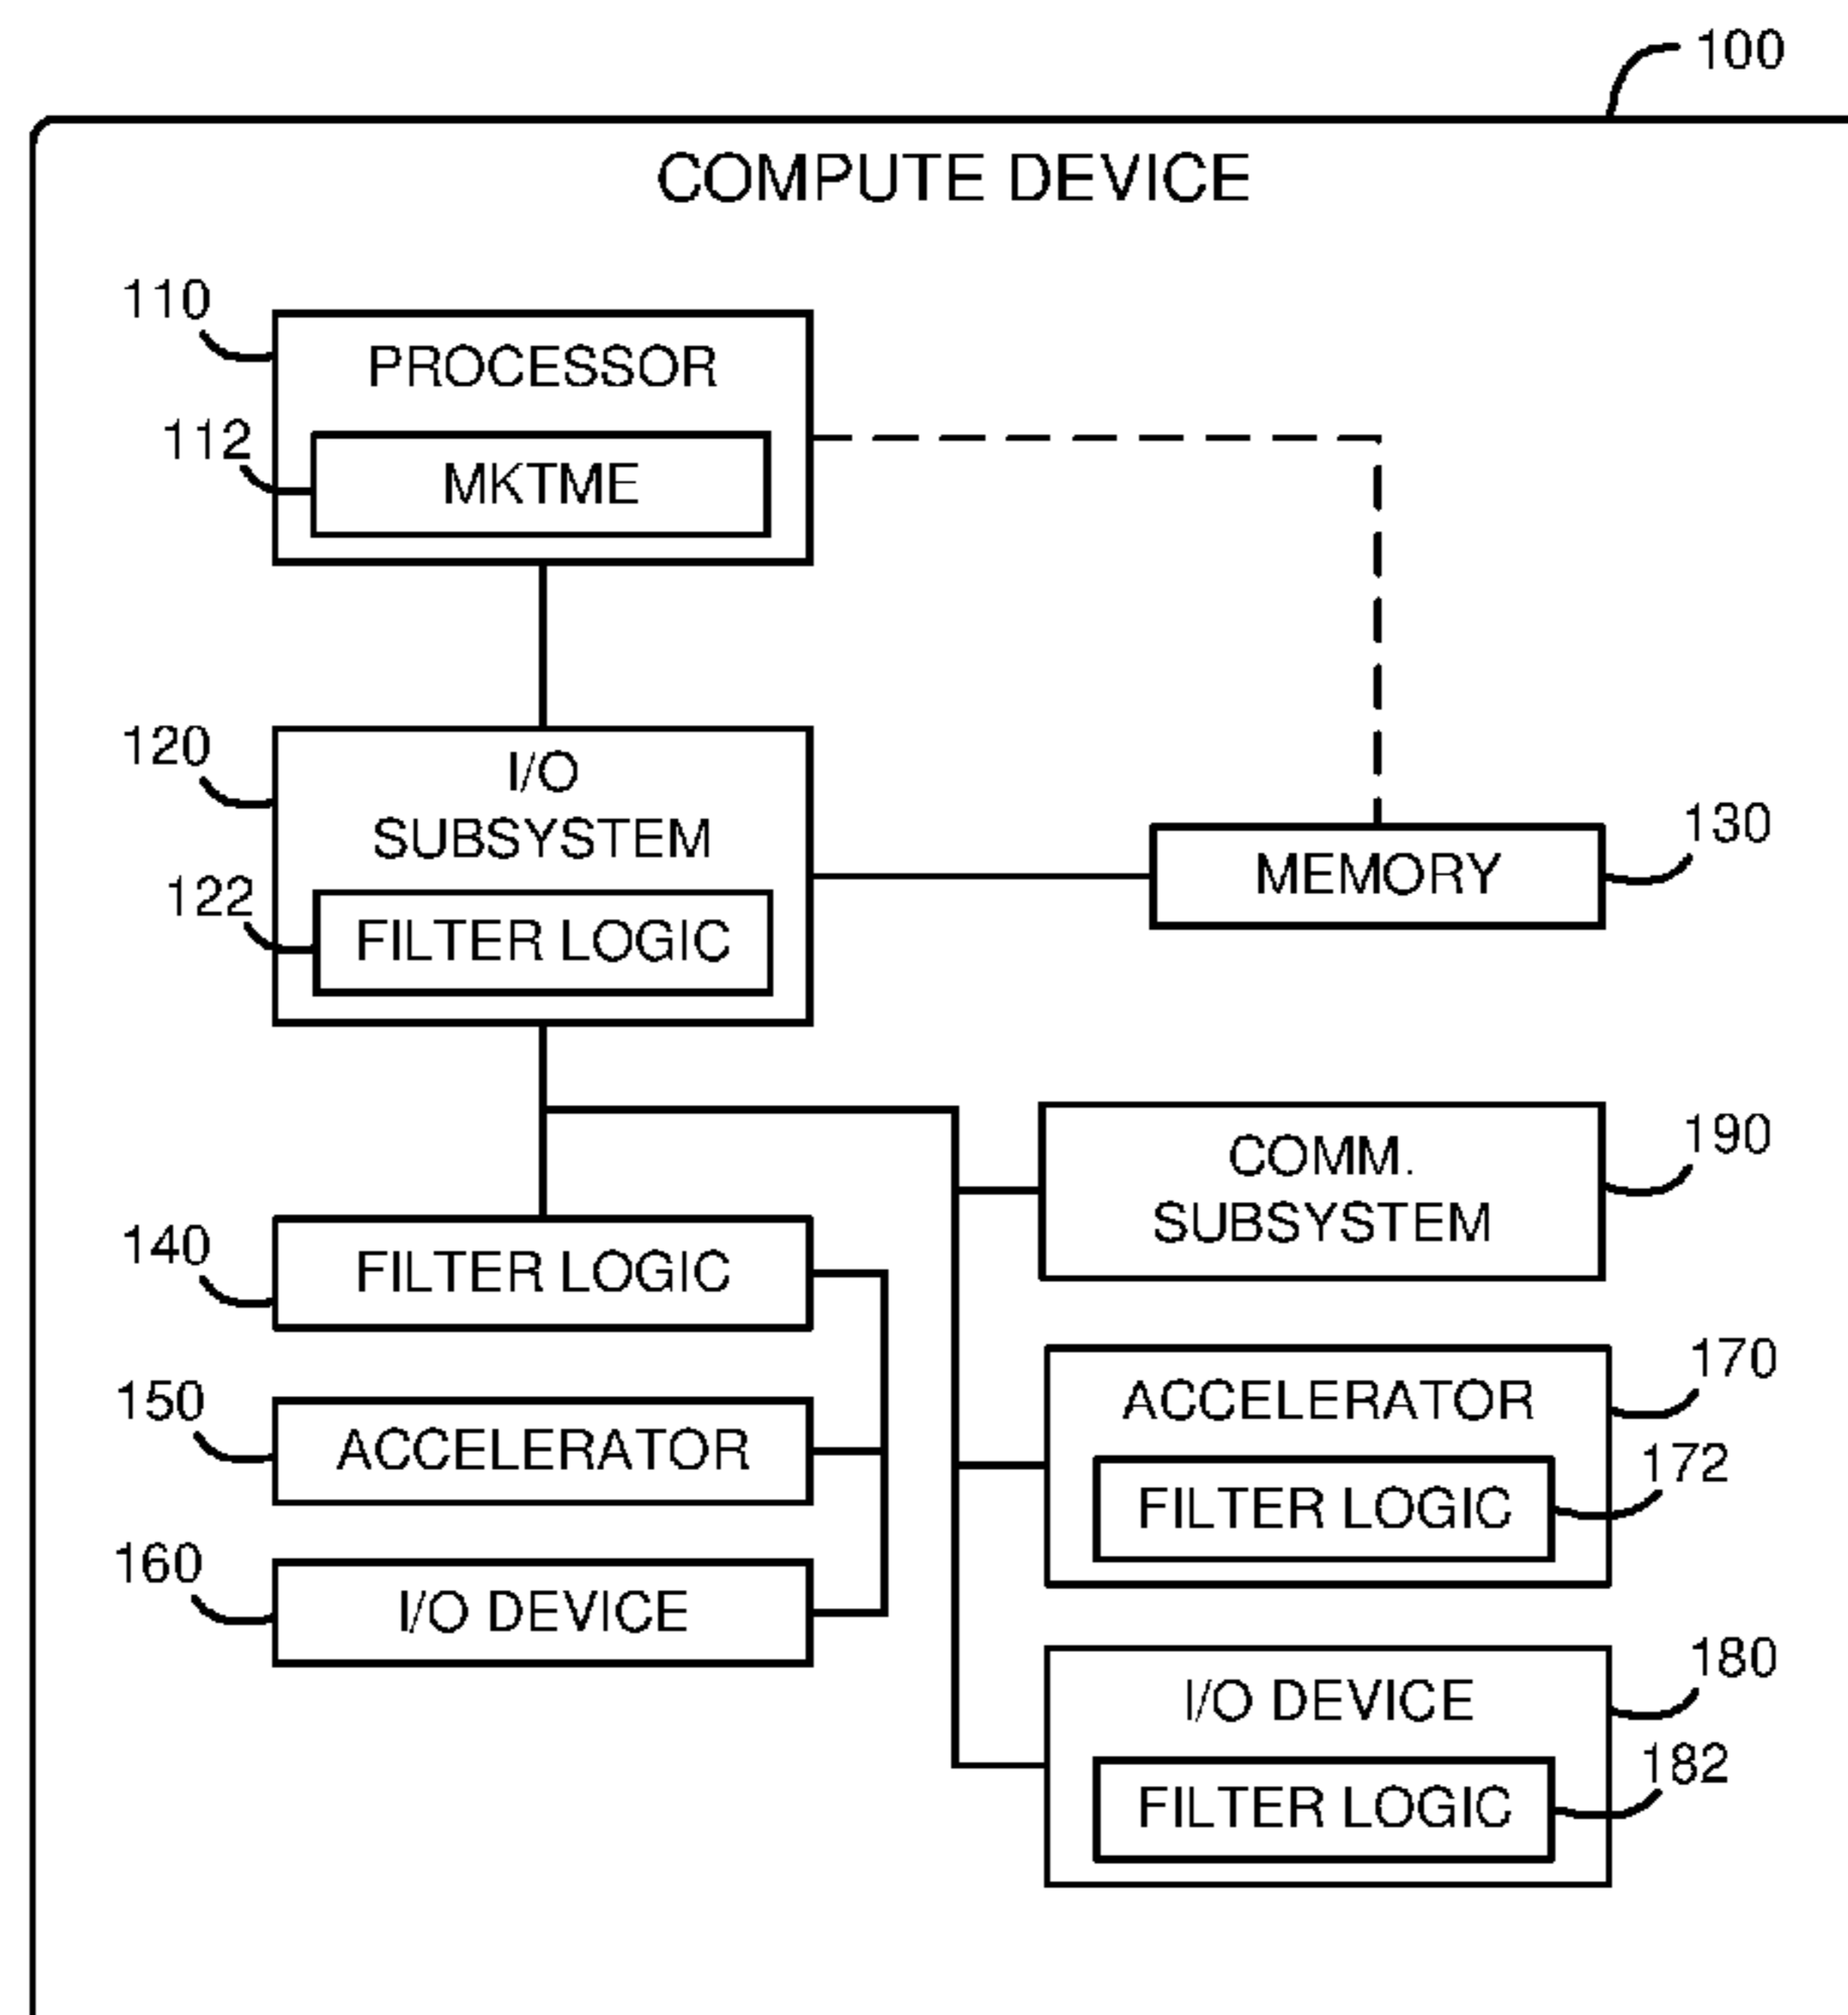 100
COMPUTE DEVICE
110
PROCESSOR
112
MKTME
120
I/O
SUBSYSTEM
122
FILTER LOGIC
130
MEMORY
190
COMM.
SUBSYSTEM
140
FILTER LOGIC
150
ACCELERATOR
160
I/O DEVICE
170
ACCELERATOR
172
FILTER LOGIC
180
I/O DEVICE
182
FILTER LOGIC